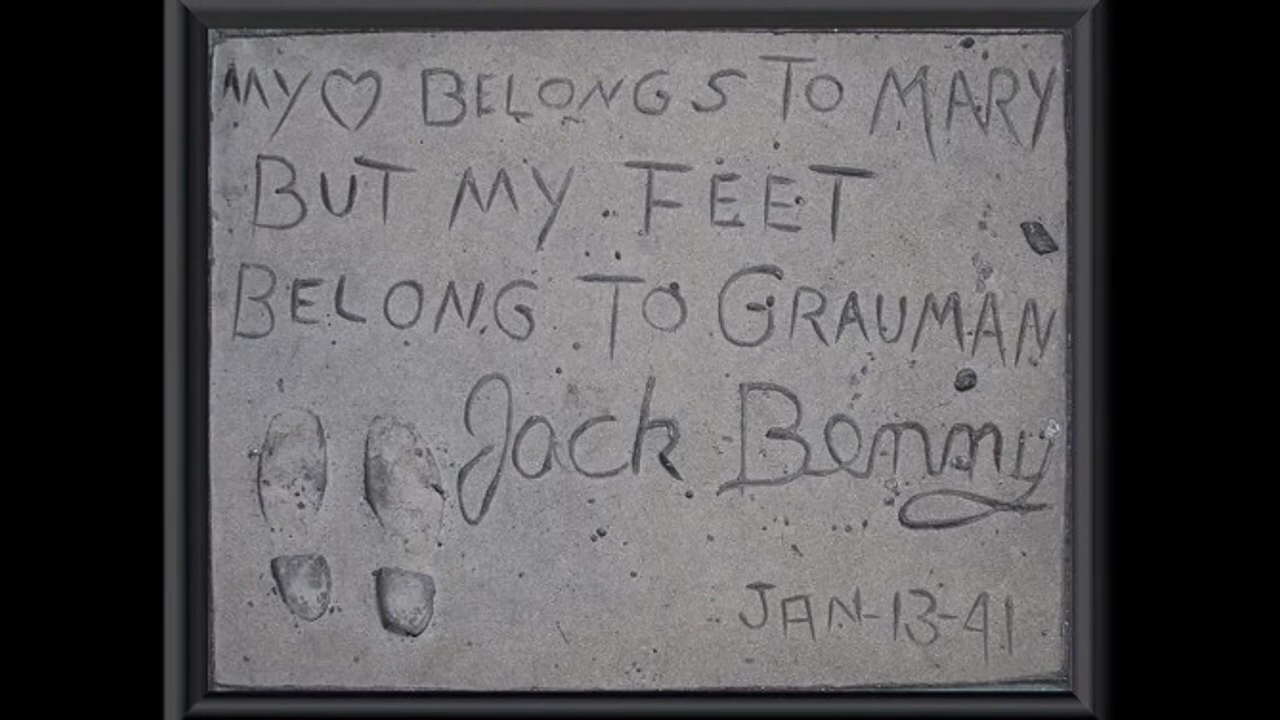 MY ♡ BELONGS TO MARY
BUT MY FEET
BELONG TO GRAUMAN
Jack Benny
JAN-13-41